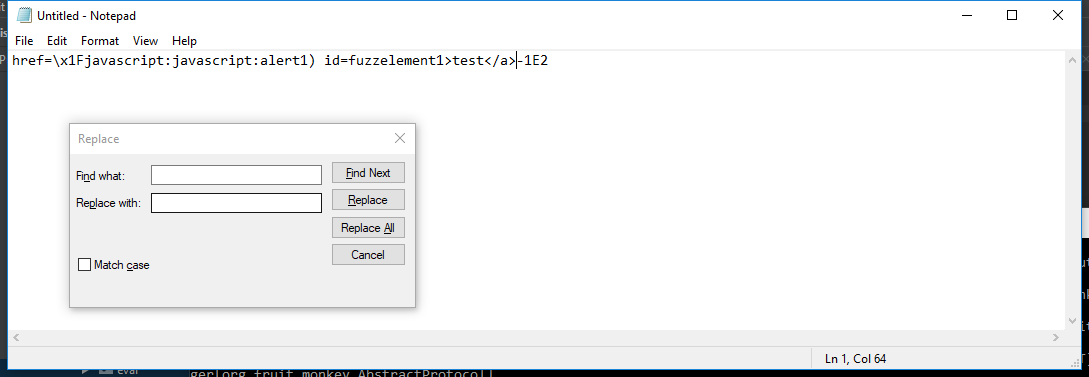 Untitled - Notepad
File Edit Format View Help
href=\x1Fjavascript:javascript:alert1) id=fuzzelement1>test</a>-1E2
Replace
Find what:
Find Next
Replace with:
Replace
Replace All
Cancel
Match case
Ln 1, Col 64
eval
ger[org.fruit.monkey.AbstractProtocol]